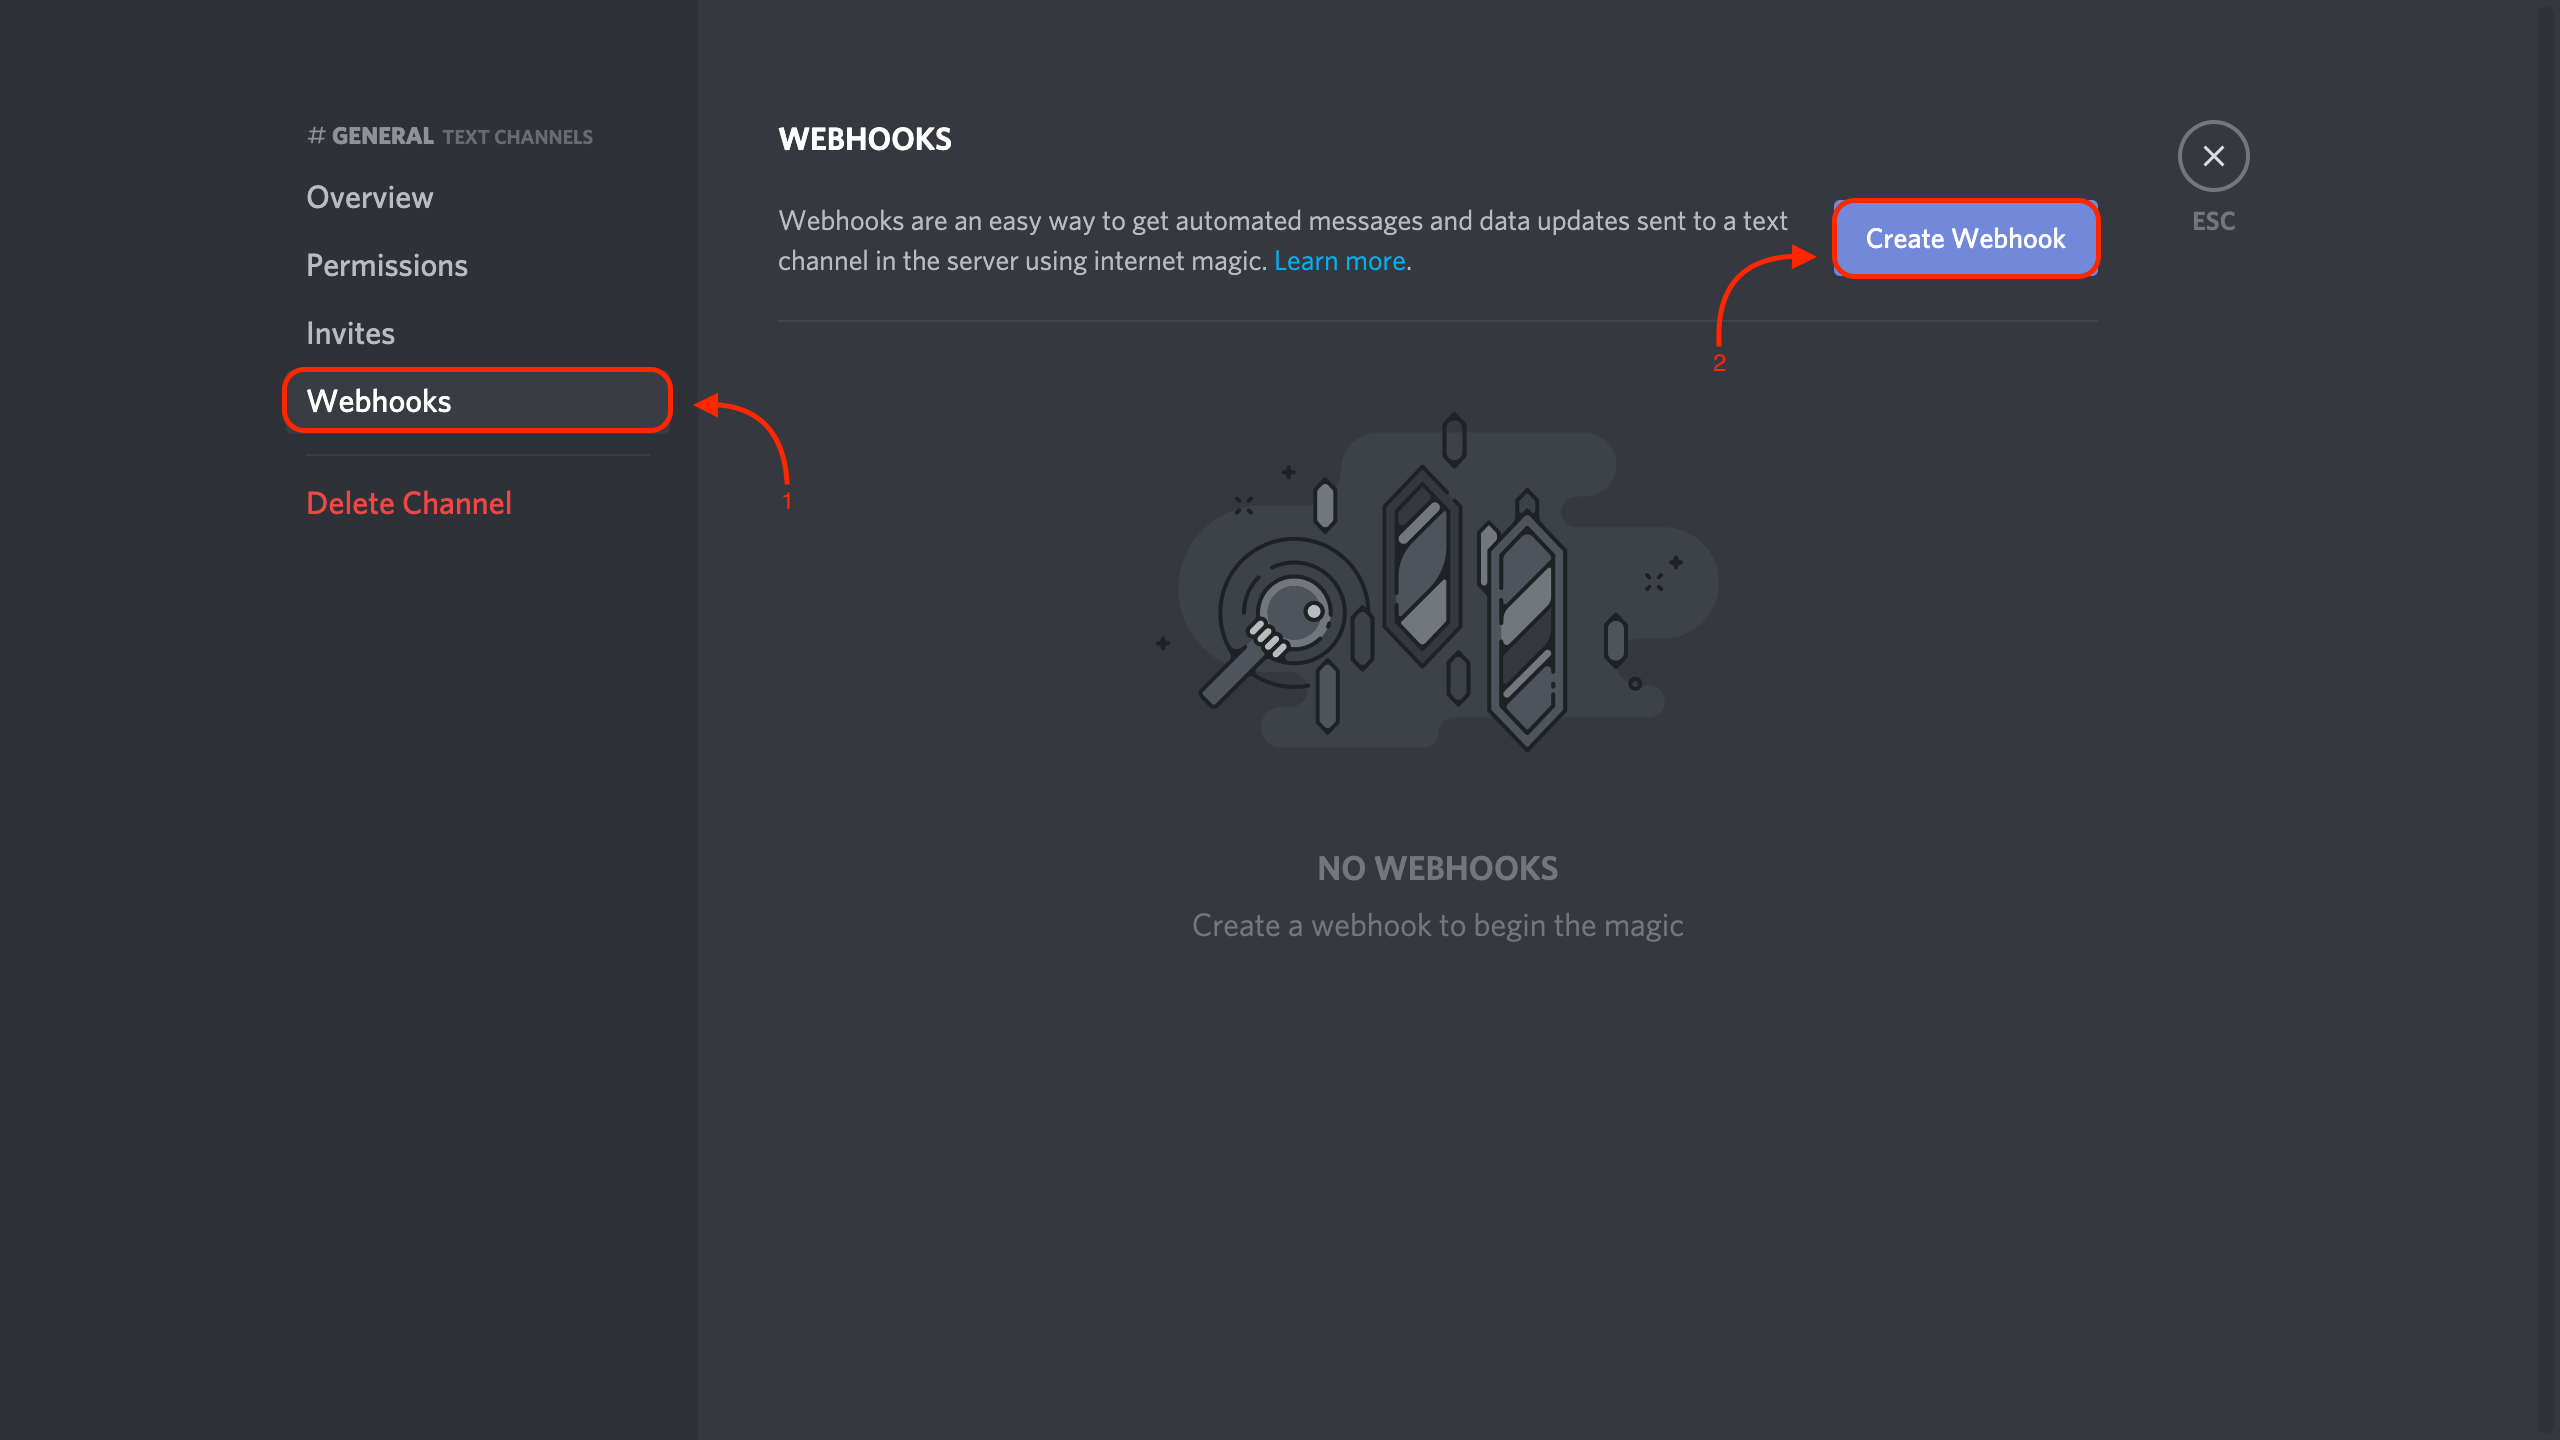 # GENERAL TEXT CHANNELS
Overview
Permissions
Invites
Webhooks
Delete Channel
1
WEBHOOKS
Webhooks are an easy way to get automated messages and data updates sent to a text
channel in the server using internet magic. Learn more.
Create Webhook
2
ESC
NO WEBHOOKS
Create a webhook to begin the magic